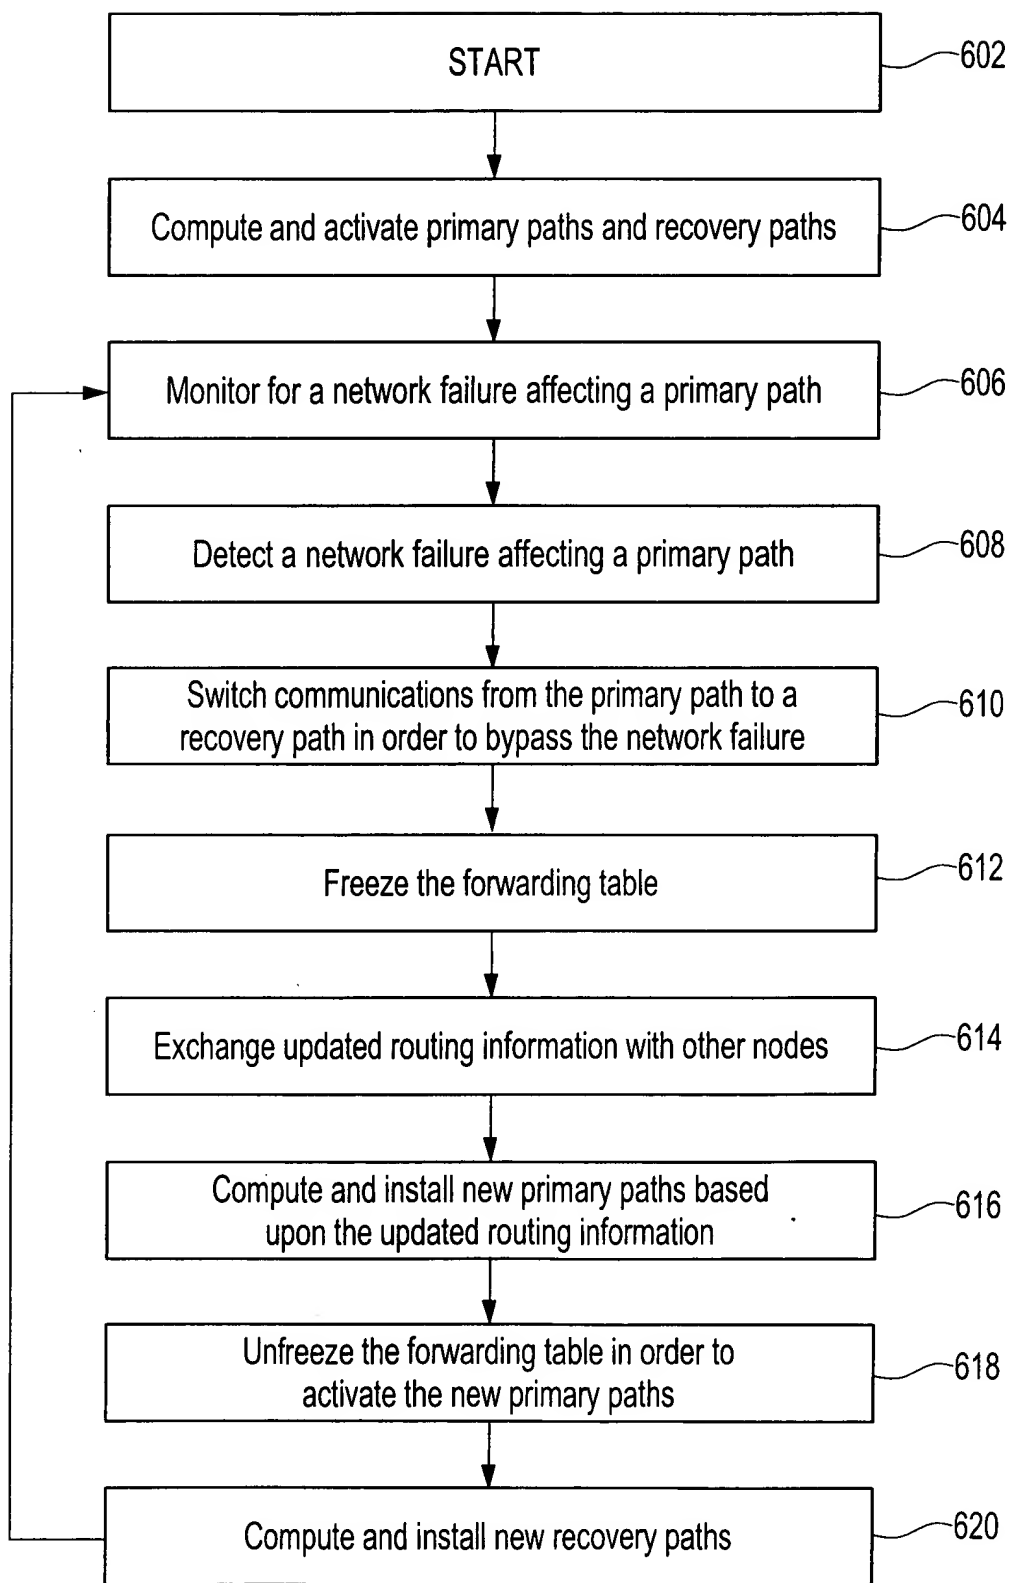 START
602
Compute and activate primary paths and recovery paths
604
Monitor for a network failure affecting a primary path
606
Detect a network failure affecting a primary path
608
Switch communications from the primary path to a
recovery path in order to bypass the network failure
610
Freeze the forwarding table
612
Exchange updated routing information with other nodes
614
Compute and install new primary paths based
upon the updated routing information
616
Unfreeze the forwarding table in order to
activate the new primary paths
618
Compute and install new recovery paths
620